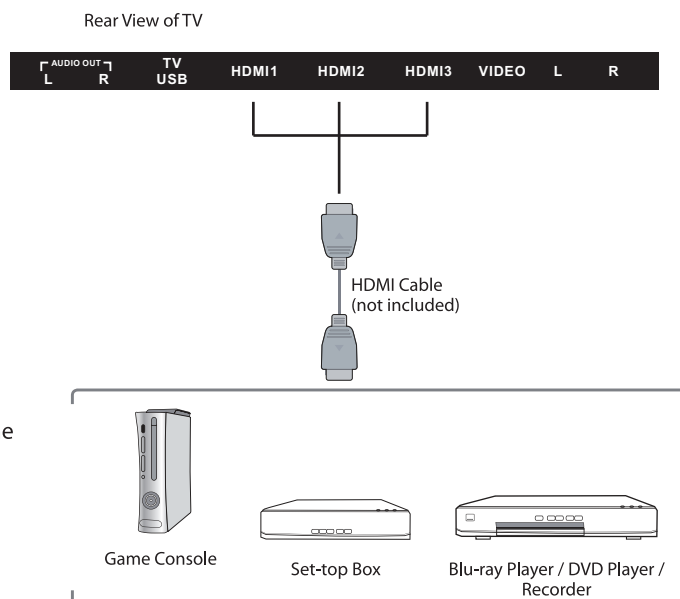 Rear View of TV
AUDIO OUT
L R
TV
USB
HDMI1
HDMI2
HDMI3
VIDEO
L
R
HDMI Cable
(not included)
e
Game Console
Set-top Box
Blu-ray Player / DVD Player /
Recorder